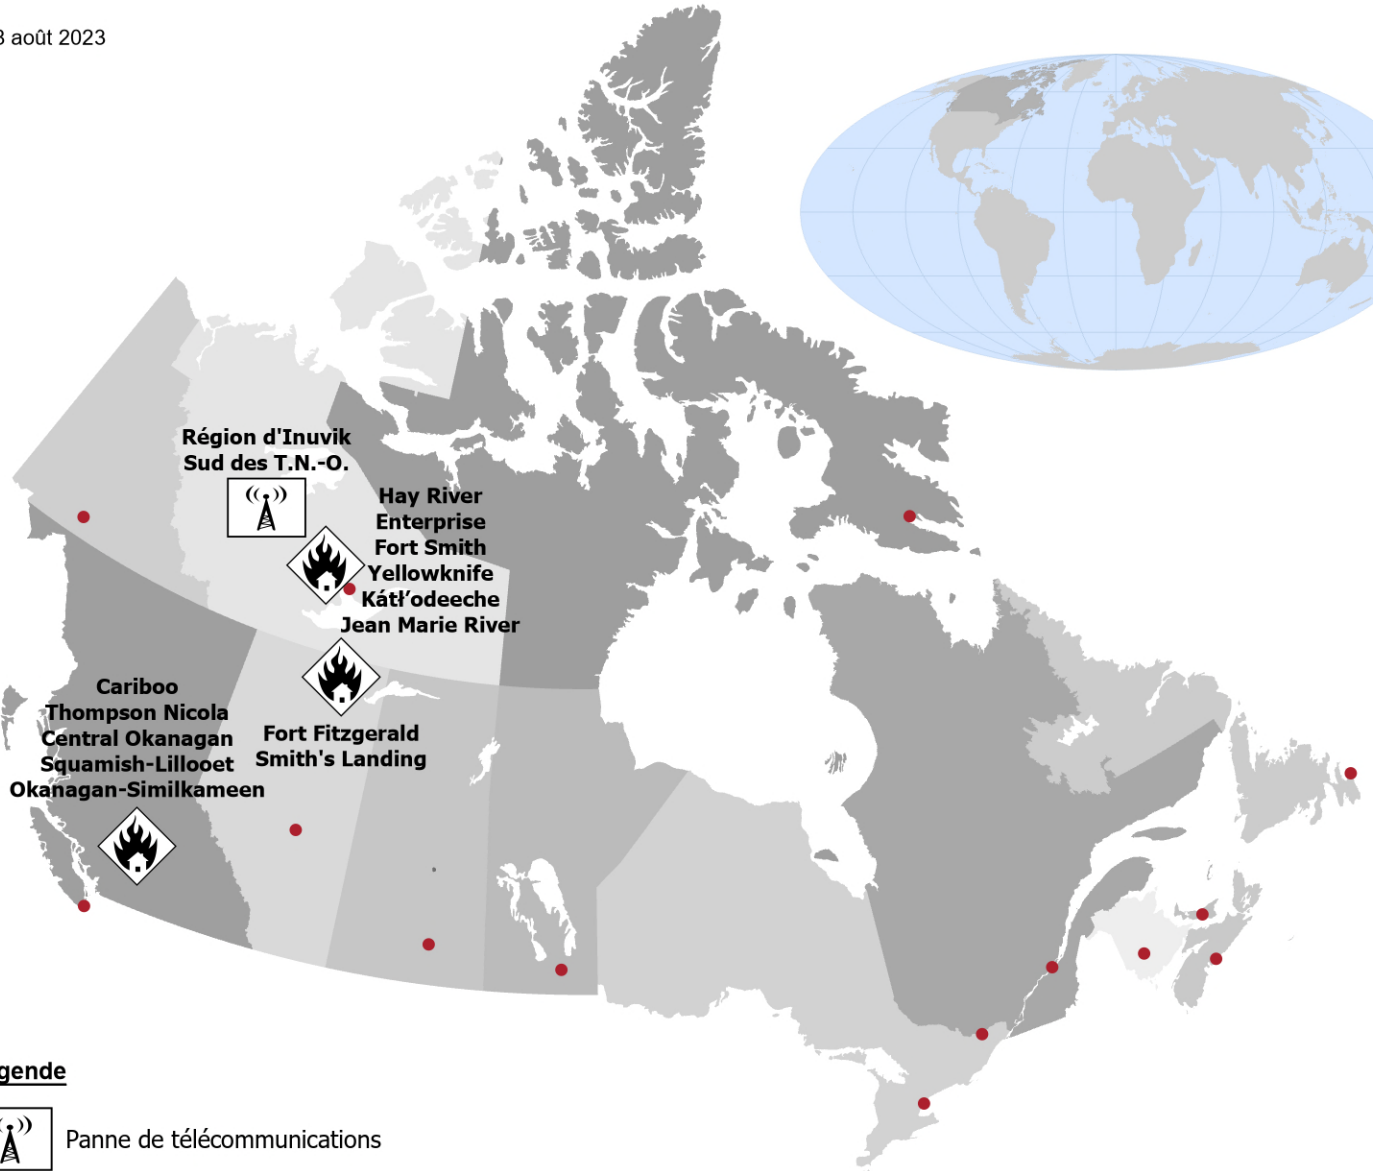 août 2023
Région d'Inuvik
Sud des T.N.-O.
Hay River
Enterprise
Fort Smith
Yellowknife
Kátł’odeeche
Jean Marie River
Cariboo
Thompson Nicola
Central Okanagan
Squamish-Lillooet
Okanagan-Similkameen
Fort Fitzgerald
Smith's Landing
gende
Panne de télécommunications